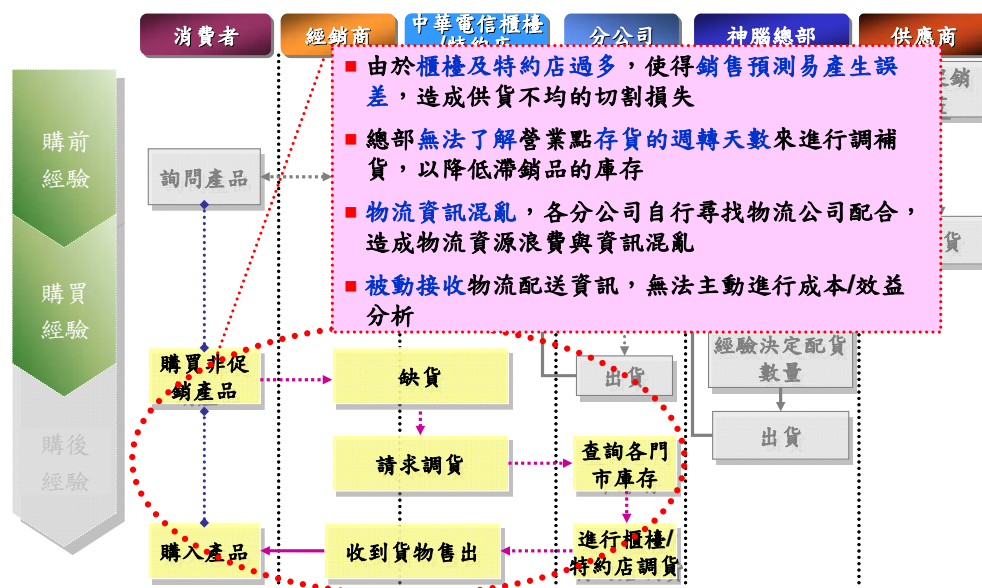 消費者
經銷商
中華電信櫃檯
/特約店
分公司
神腦總部
供應商
由於櫃檯及特約店過多，使得銷售預測易產生誤
差，造成供貨不均的切割損失
總部無法了解營業點存貨的週轉天數來進行調補
貨，以降低滯銷品的庫存
物流資訊混亂，各分公司自行尋找物流公司配合，
造成物流資源浪費與資訊混亂
被動接收物流配送資訊，無法主動進行成本/效益
分析
購前
經驗
購買
經驗
購後
經驗
詢問產品
銷
貨
購買非促
銷產品
缺貨
出貨
經驗決定配貨
數量
請求調貨
查詢各門
市庫存
出貨
購入產品
收到貨物售出
進行櫃檯/
特約店調貨